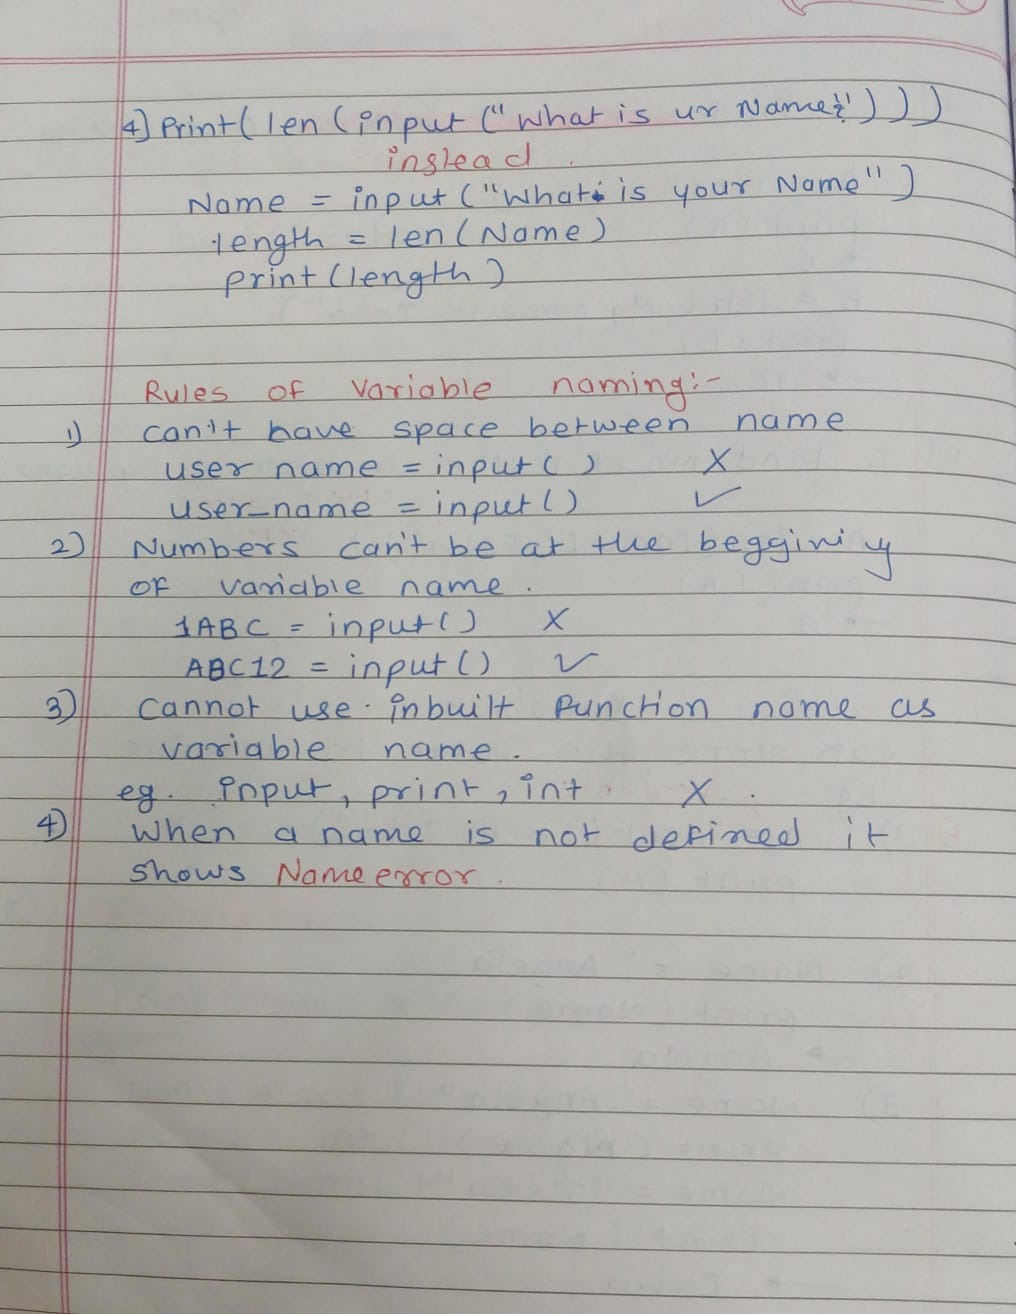 4) Print(len(input("What is ur Name?")))
instead
Name = input("What is your Name")
length = len(Name)
print(length)
Rules of variable naming:-
1) can't have space between name
user name = input() X
user_name = input() ✓
2) Numbers can't be at the beggining
of variable name.
1ABC = input() X
ABC12 = input() ✓
3) cannot use inbuilt function name as
variable name.
eg. input, print, int X.
4) When a name is not defined it
shows Name error.